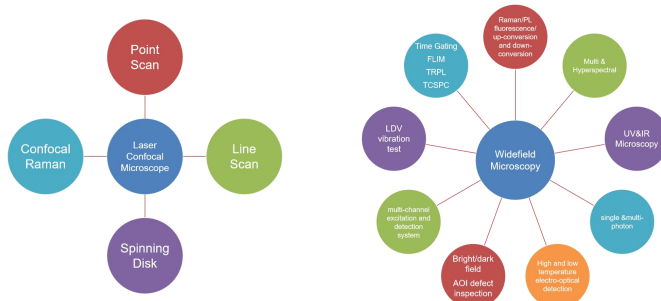 Point
Scan
Confocal
Raman
Laser
Confocal
Microscope
Line
Scan
Spinning
Disk
Raman/PL
fluorescence/
up-conversion
and down-
conversion
Time Gating
FLIM
TRPL
TCSPC
Multi &
Hyperspectral
LDV
vibration
test
Widefield
Microscopy
UV&IR
Microscopy
multi-channel
excitation and
detection
system
single &multi-
photon
Bright/dark
field
AOI defect
inspection
High and low
temperature
electro-optical
detection